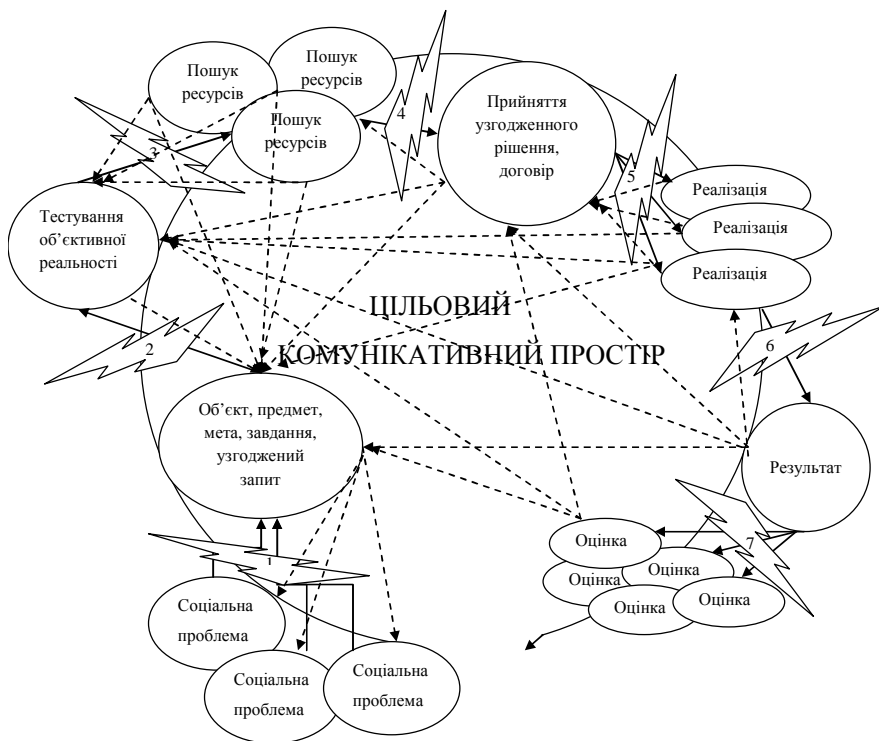 Пошук
ресурсів
Пошук
ресурсів
Пошук
ресурсів
4
Прийняття
узгодженного
рішення,
договір
3
5
Реалізація
Реалізація
Реалізація
Тестування
об’єктивної
реальності
ЦІЛЬОВИЙ
КОМУНІКАТИВНИЙ ПРОСТІР
2
6
Об’єкт, предмет,
мета, завдання,
узгоджений
запит
Результат
7
Оцінка
Оцінка
Оцінка
Оцінка
Оцінка
1
Соціальна
проблема
Соціальна
проблема
Соціальна
проблема